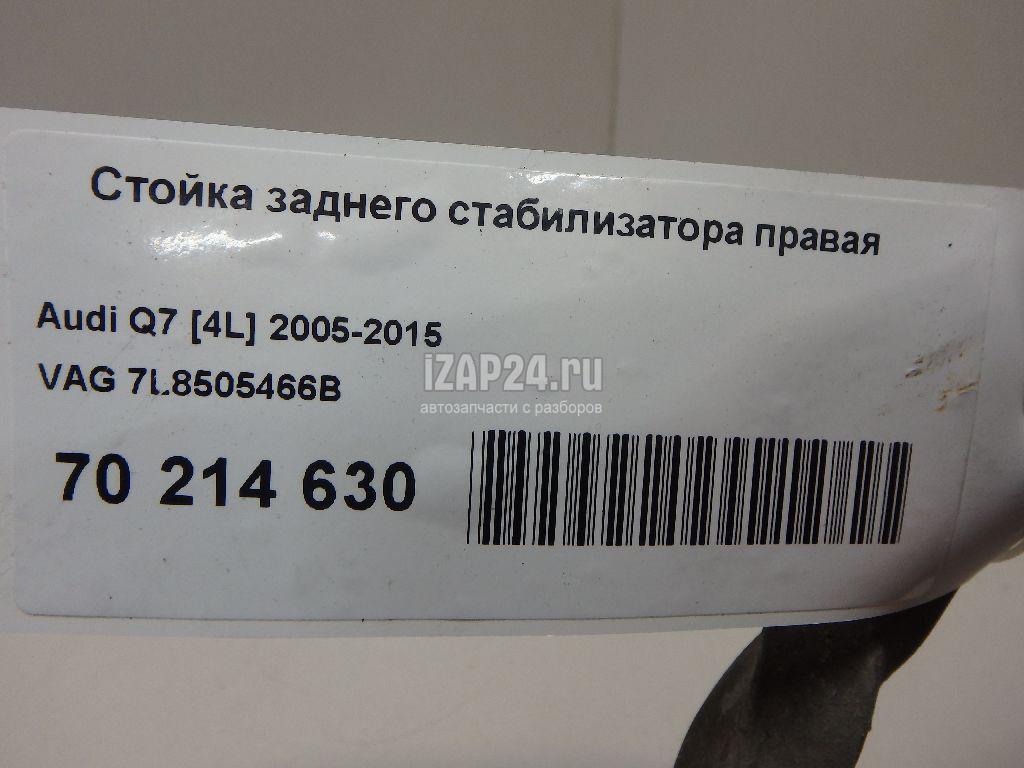 Стойка заднего стабилизатора правая
Audi Q7 [4L] 2005-2015
VAG 7L8505466B
iZAP24.ru
автозапчасти с разборов
70 214 630